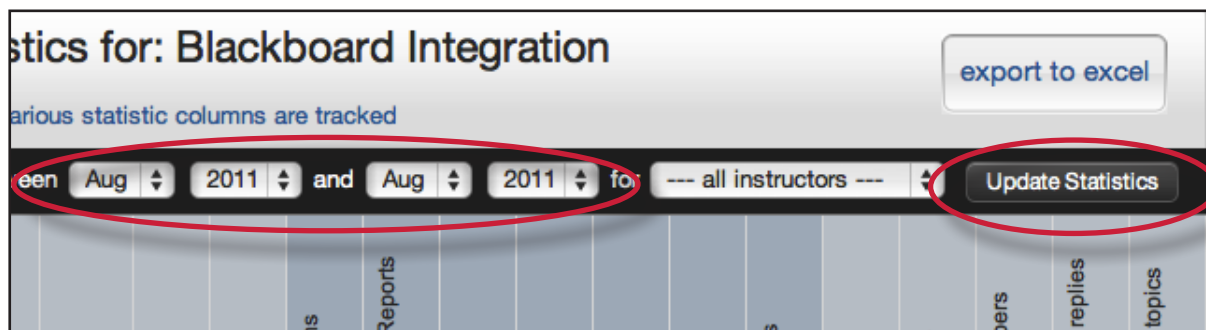 stics for: Blackboard Integration
export to excel
arious statistic columns are tracked
een Aug 2011 and Aug 2011 for --- all instructors --- Update Statistics
Reports
replies
topics